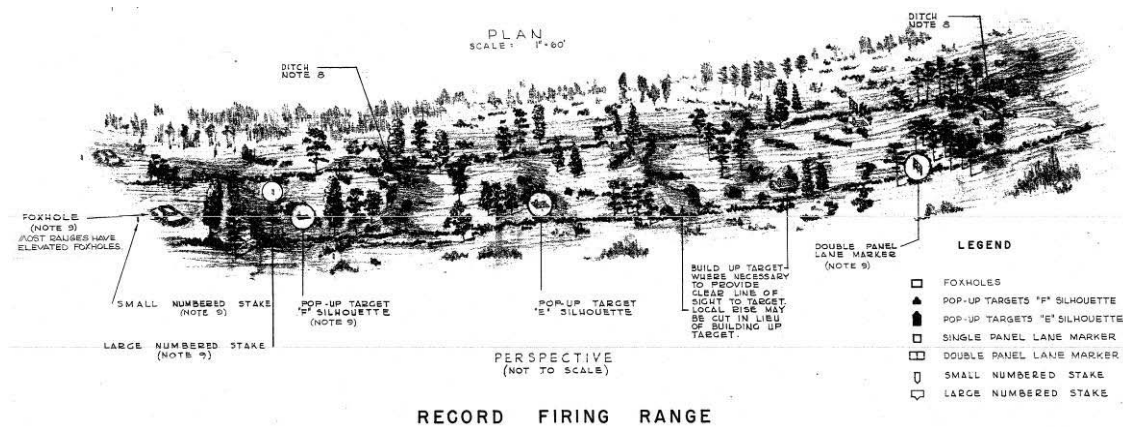 PLAN
SCALE: 1"=60'
DITCH
NOTE 8
DITCH
NOTE 8
FOXHOLE
(NOTE 9)
MOST RANGES HAVE
ELEVATED FOXHOLES.
SMALL NUMBERED STAKE
(NOTE 9)
LARGE NUMBERED STAKE
(NOTE 9)
POP-UP TARGET
"F" SILHOUETTE
(NOTE 9)
POP-UP TARGET
"E" SILHOUETTE
BUILD UP TARGET
WHERE NECESSARY
TO PROVIDE
CLEAR LINE OF
SIGHT TO TARGET.
LOCAL RISE MAY
BE CUT IN LIEU
OF BUILDING UP
TARGET.
DOUBLE PANEL
LANE MARKER
(NOTE 9)
PERSPECTIVE
(NOT TO SCALE)
LEGEND
FOXHOLES
POP-UP TARGETS "F" SILHOUETTE
POP-UP TARGETS "E" SILHOUETTE
SINGLE PANEL LANE MARKER
DOUBLE PANEL LANE MARKER
SMALL NUMBERED STAKE
LARGE NUMBERED STAKE
RECORD FIRING RANGE